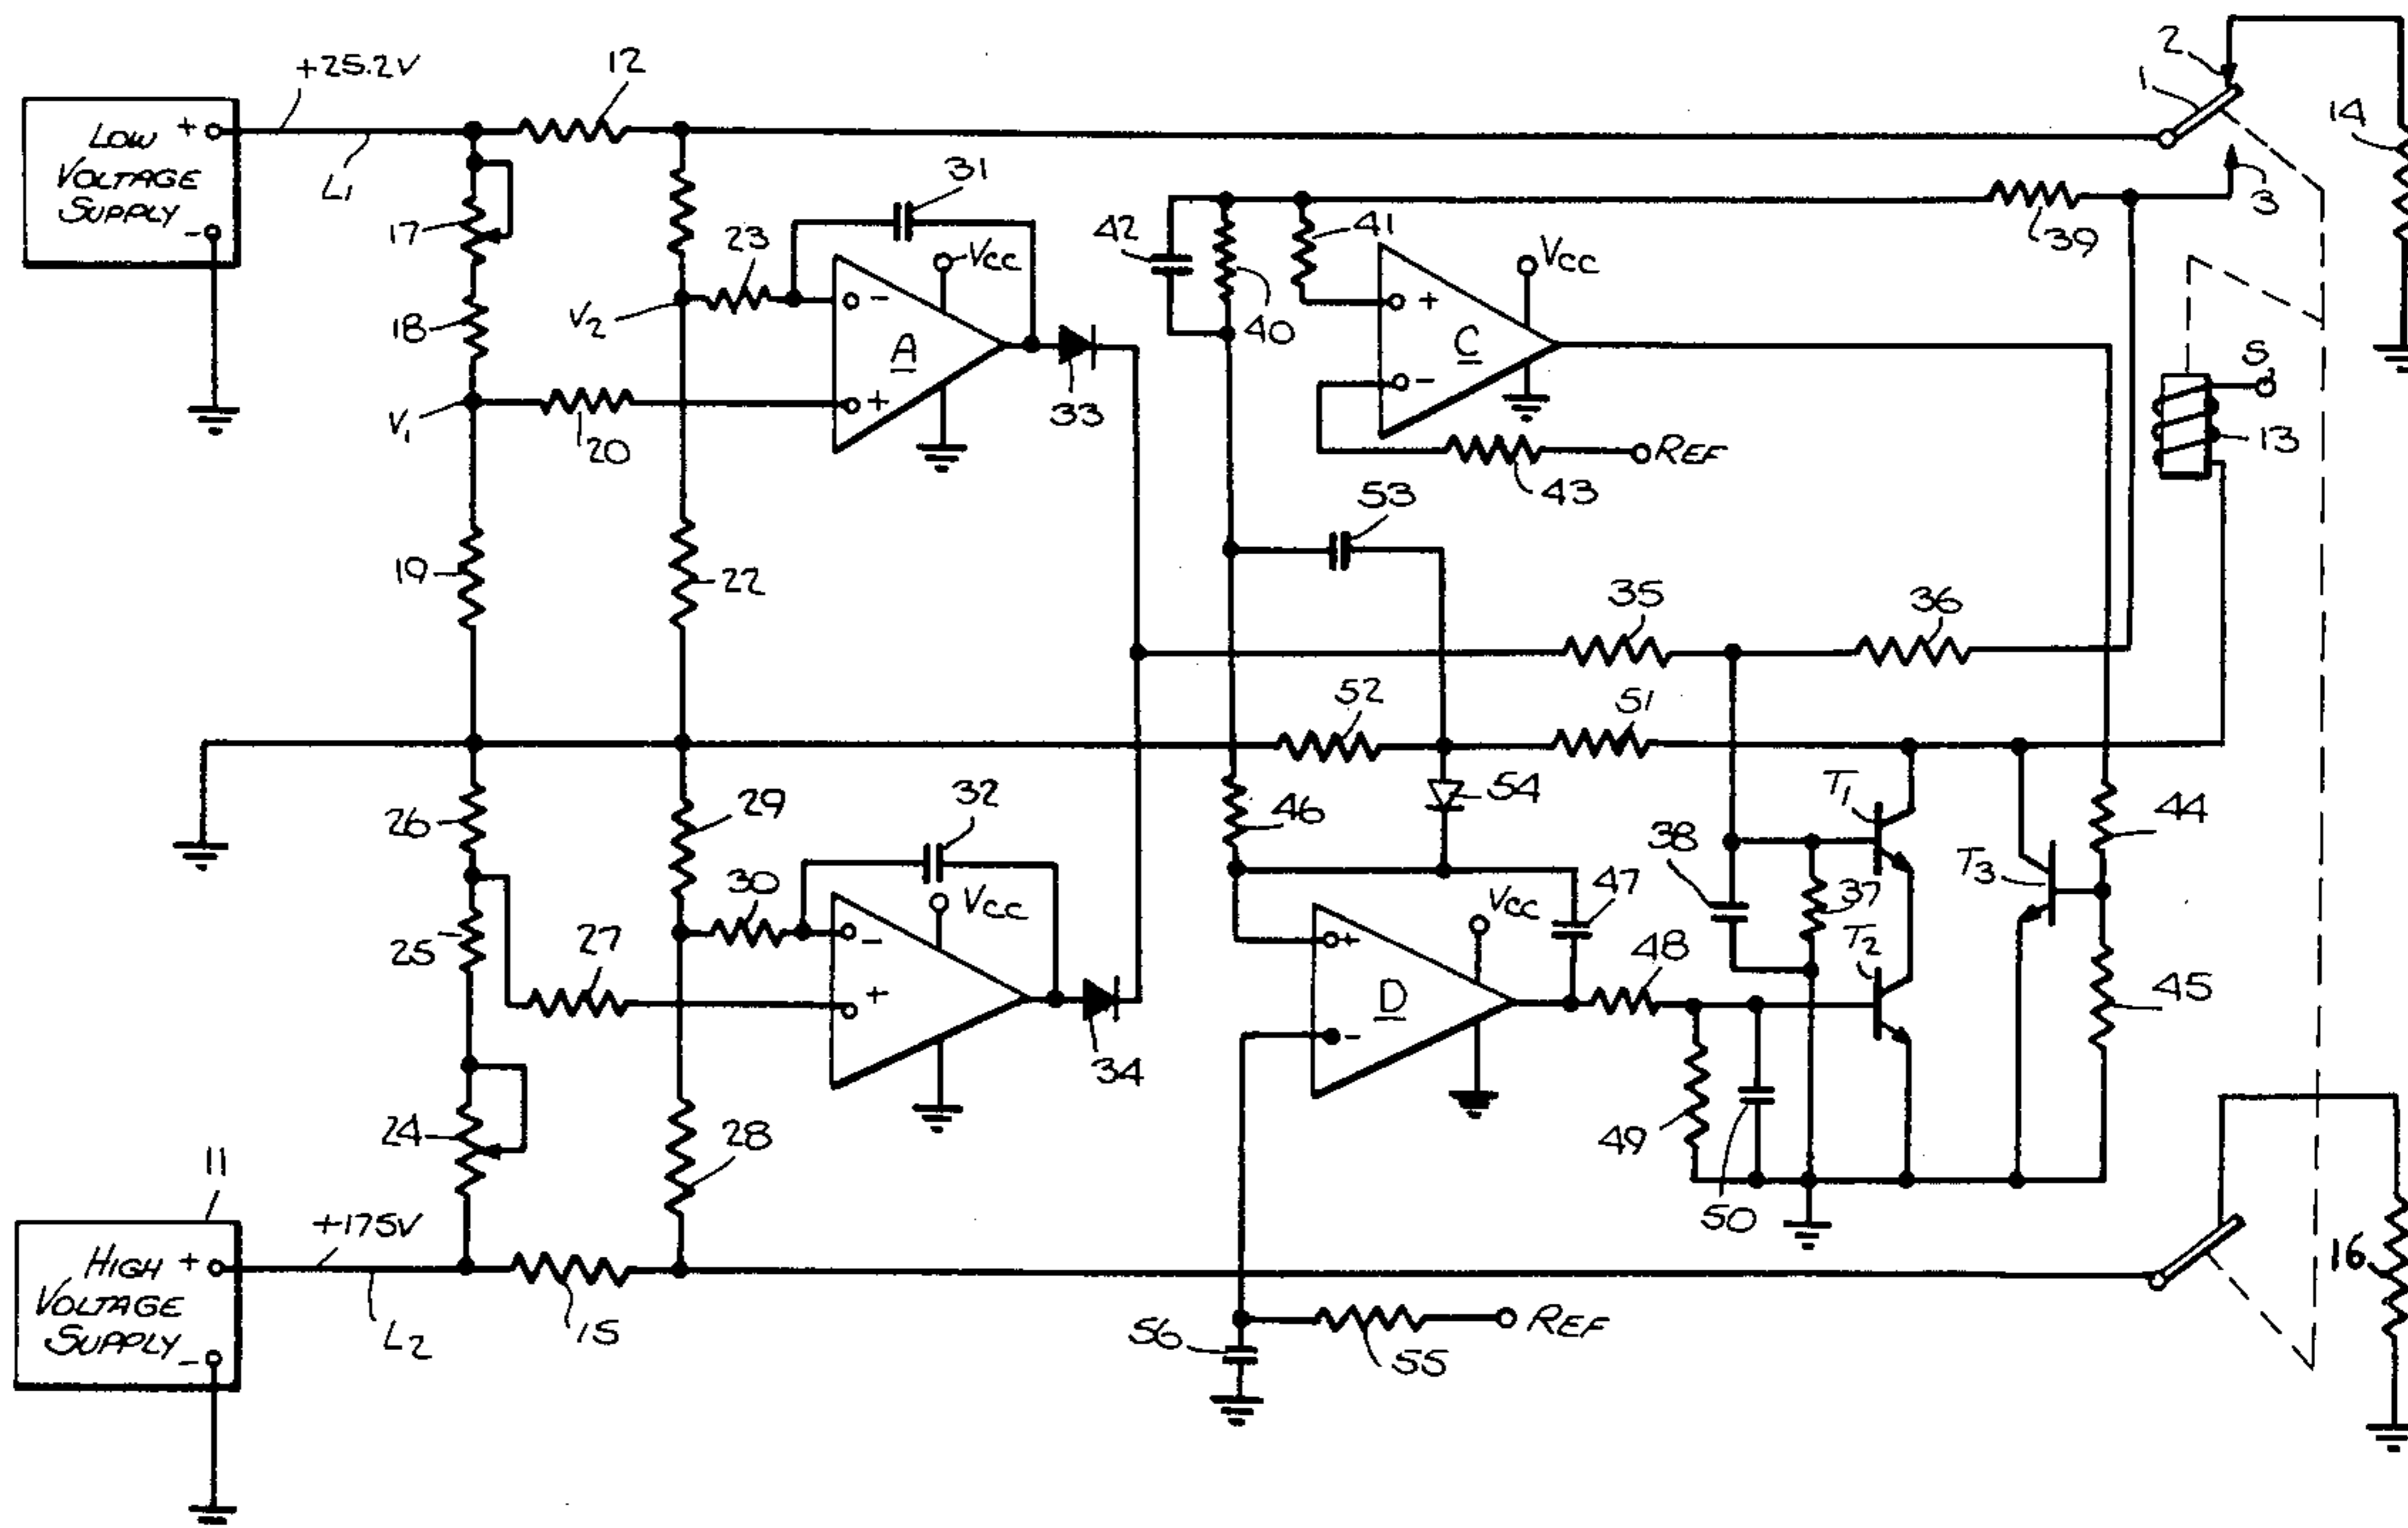 +25.2V
12
2
1
LOW
VOLTAGE
SUPPLY
+
-
L1
14
17
31
23
VCC
42
41
VCC
39
3
V2
-
+
18
A
40
C
-
S
V1
20
+
33
REF
13
43
53
19
22
35
36
52
51
26
29
32
46
54
T1
44
38
T3
30
VCC
47
VCC
37
25
27
-
+
+
48
T2
D
45
-
34
24
28
49
11
50
+175V
HIGH
VOLTAGE
SUPPLY
+
-
16
L2
15
56
REF
55